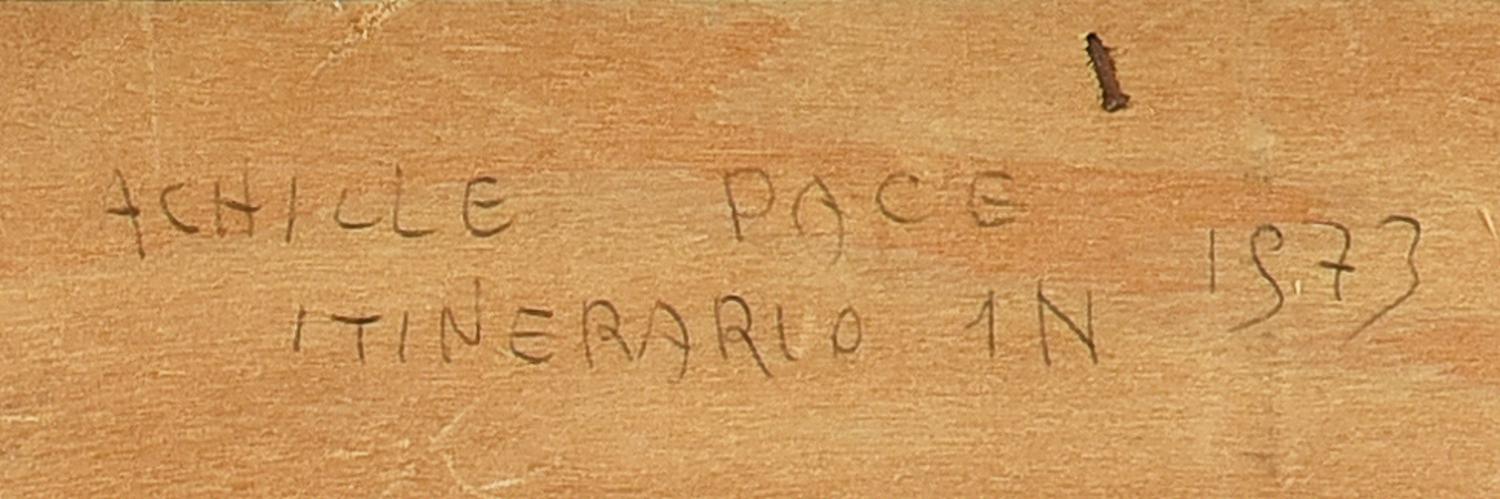 ACHILLE PACE 1973
ITINERARIO 1N